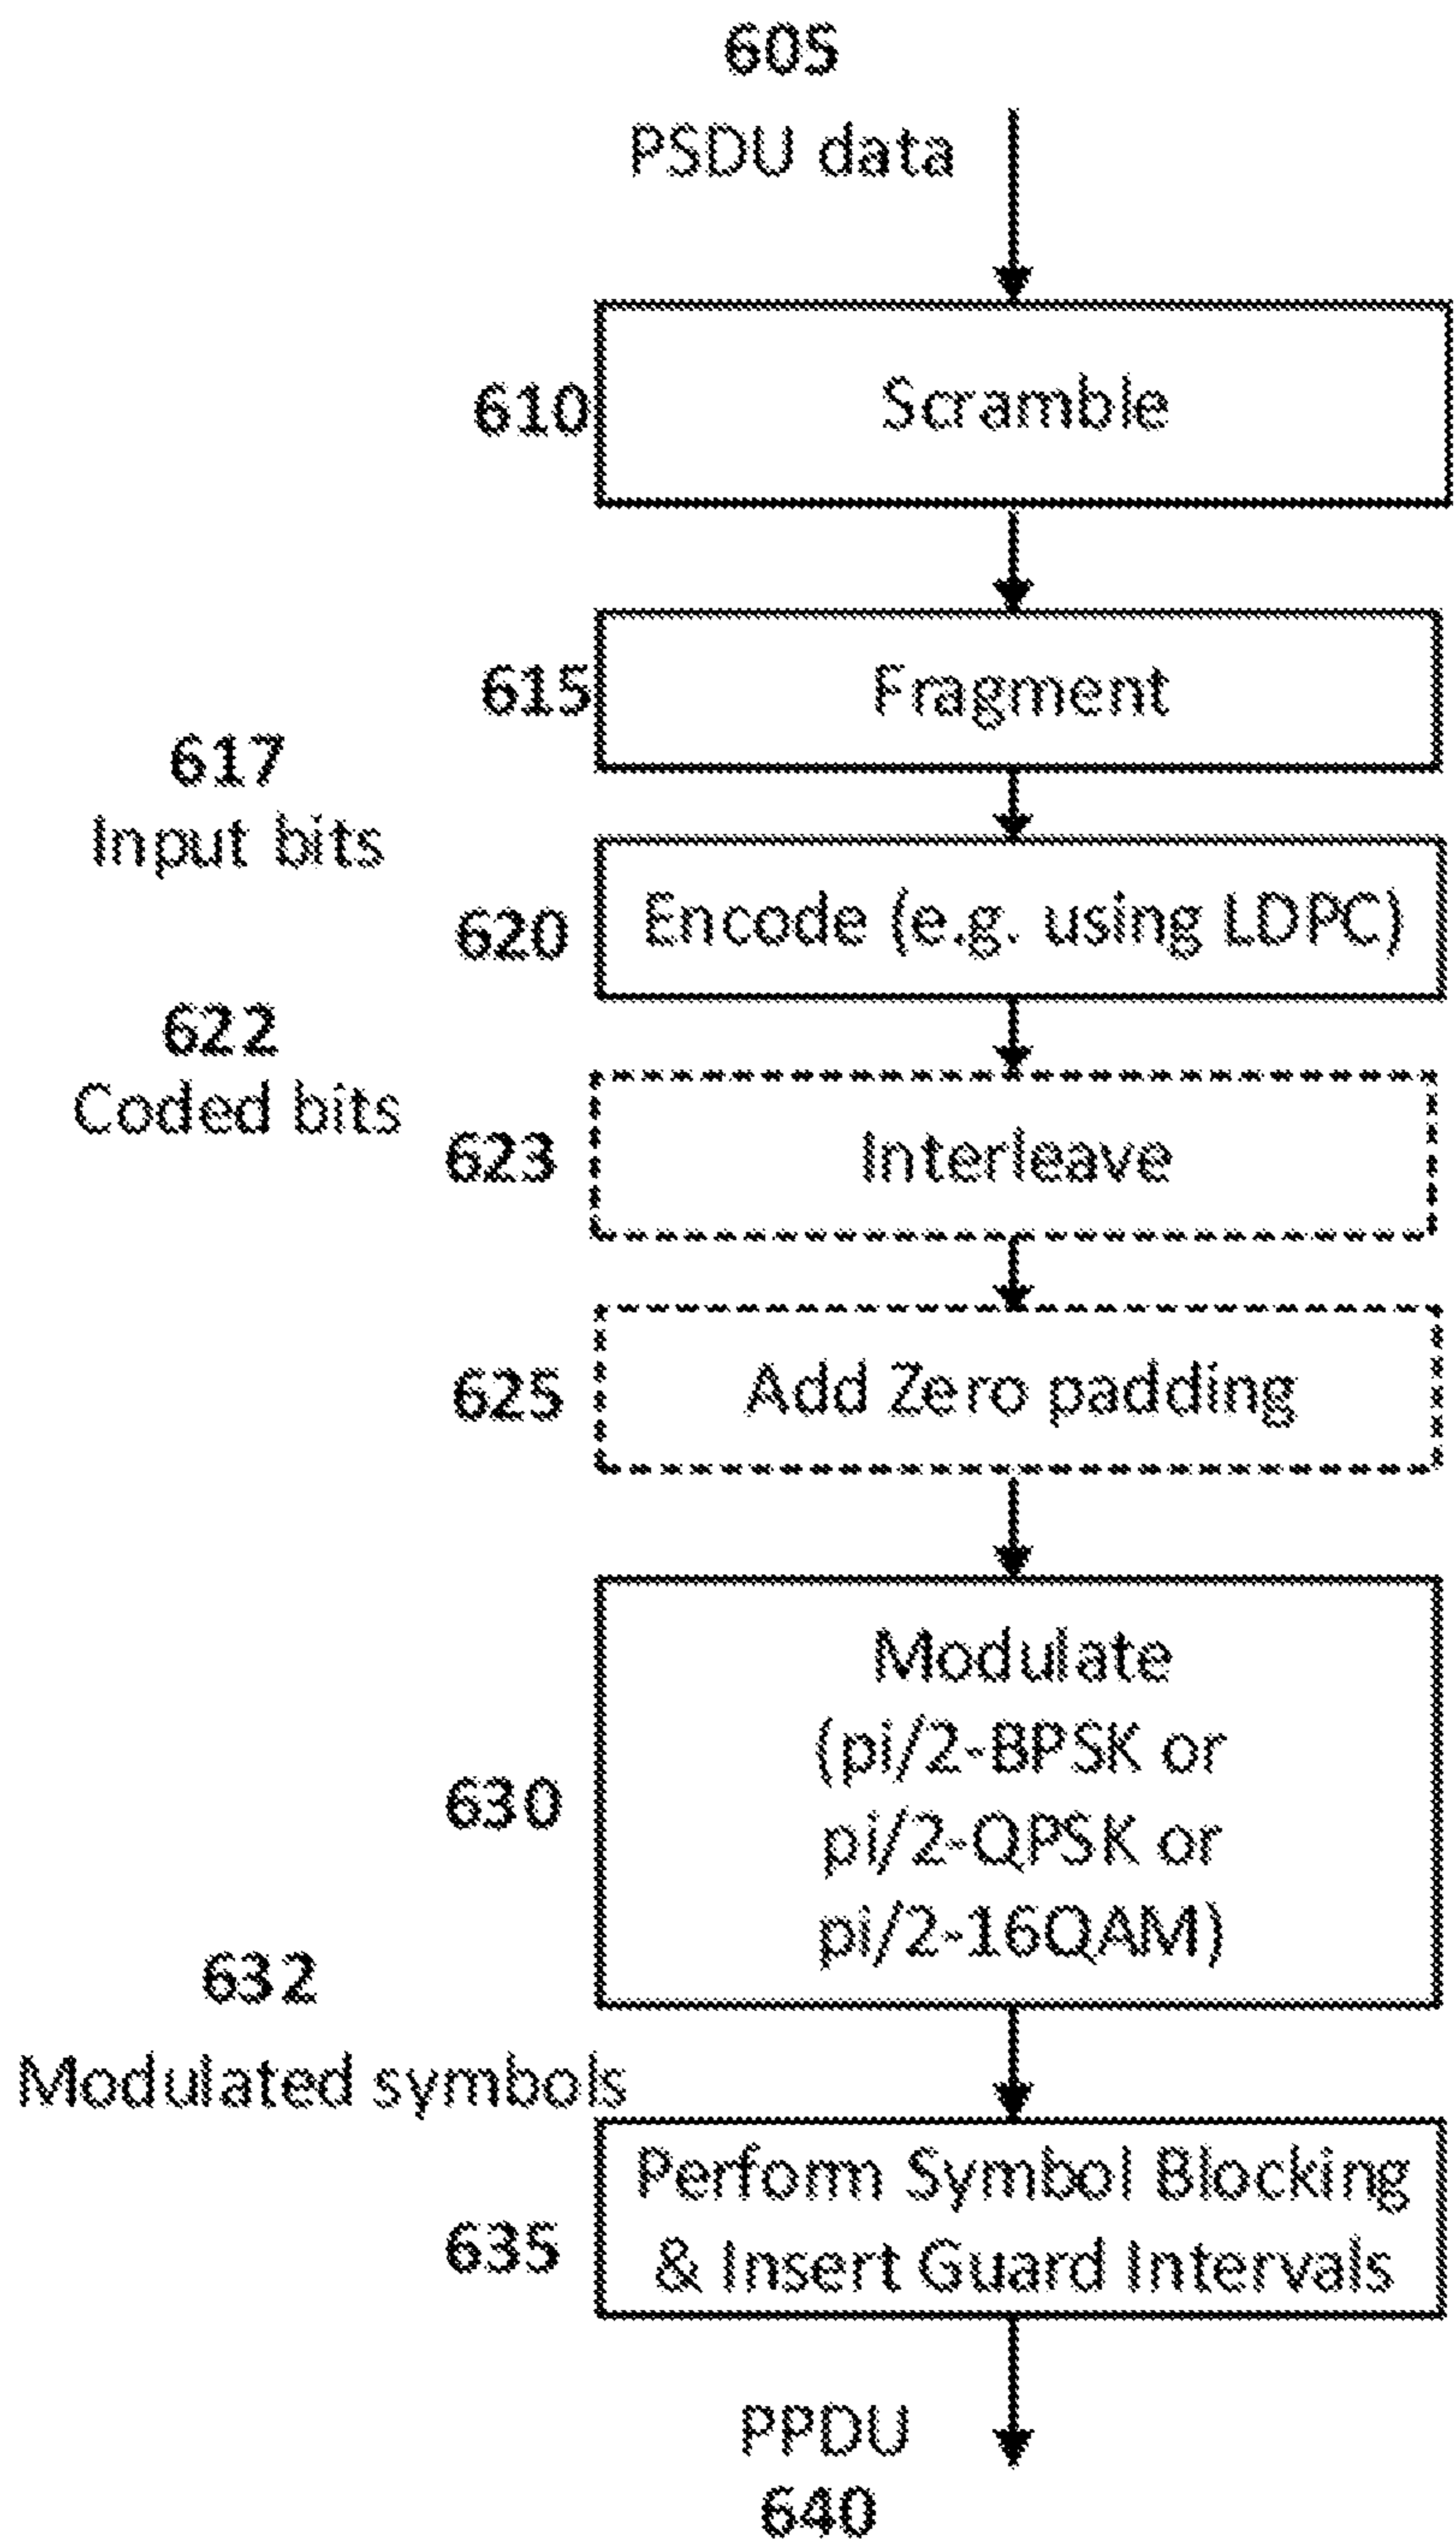 605
PSDU data
610
Scramble
615
Fragment
617
Input bits
620
Encode (e.g. using LDPC)
622
Coded bits
623
Interleave
625
Add Zero padding
630
Modulate
(pi/2-BPSK or
pi/2-QPSK or
pi/2-16QAM)
632
Modulated symbols
635
Perform Symbol Blocking
& Insert Guard Intervals
PPDU
640